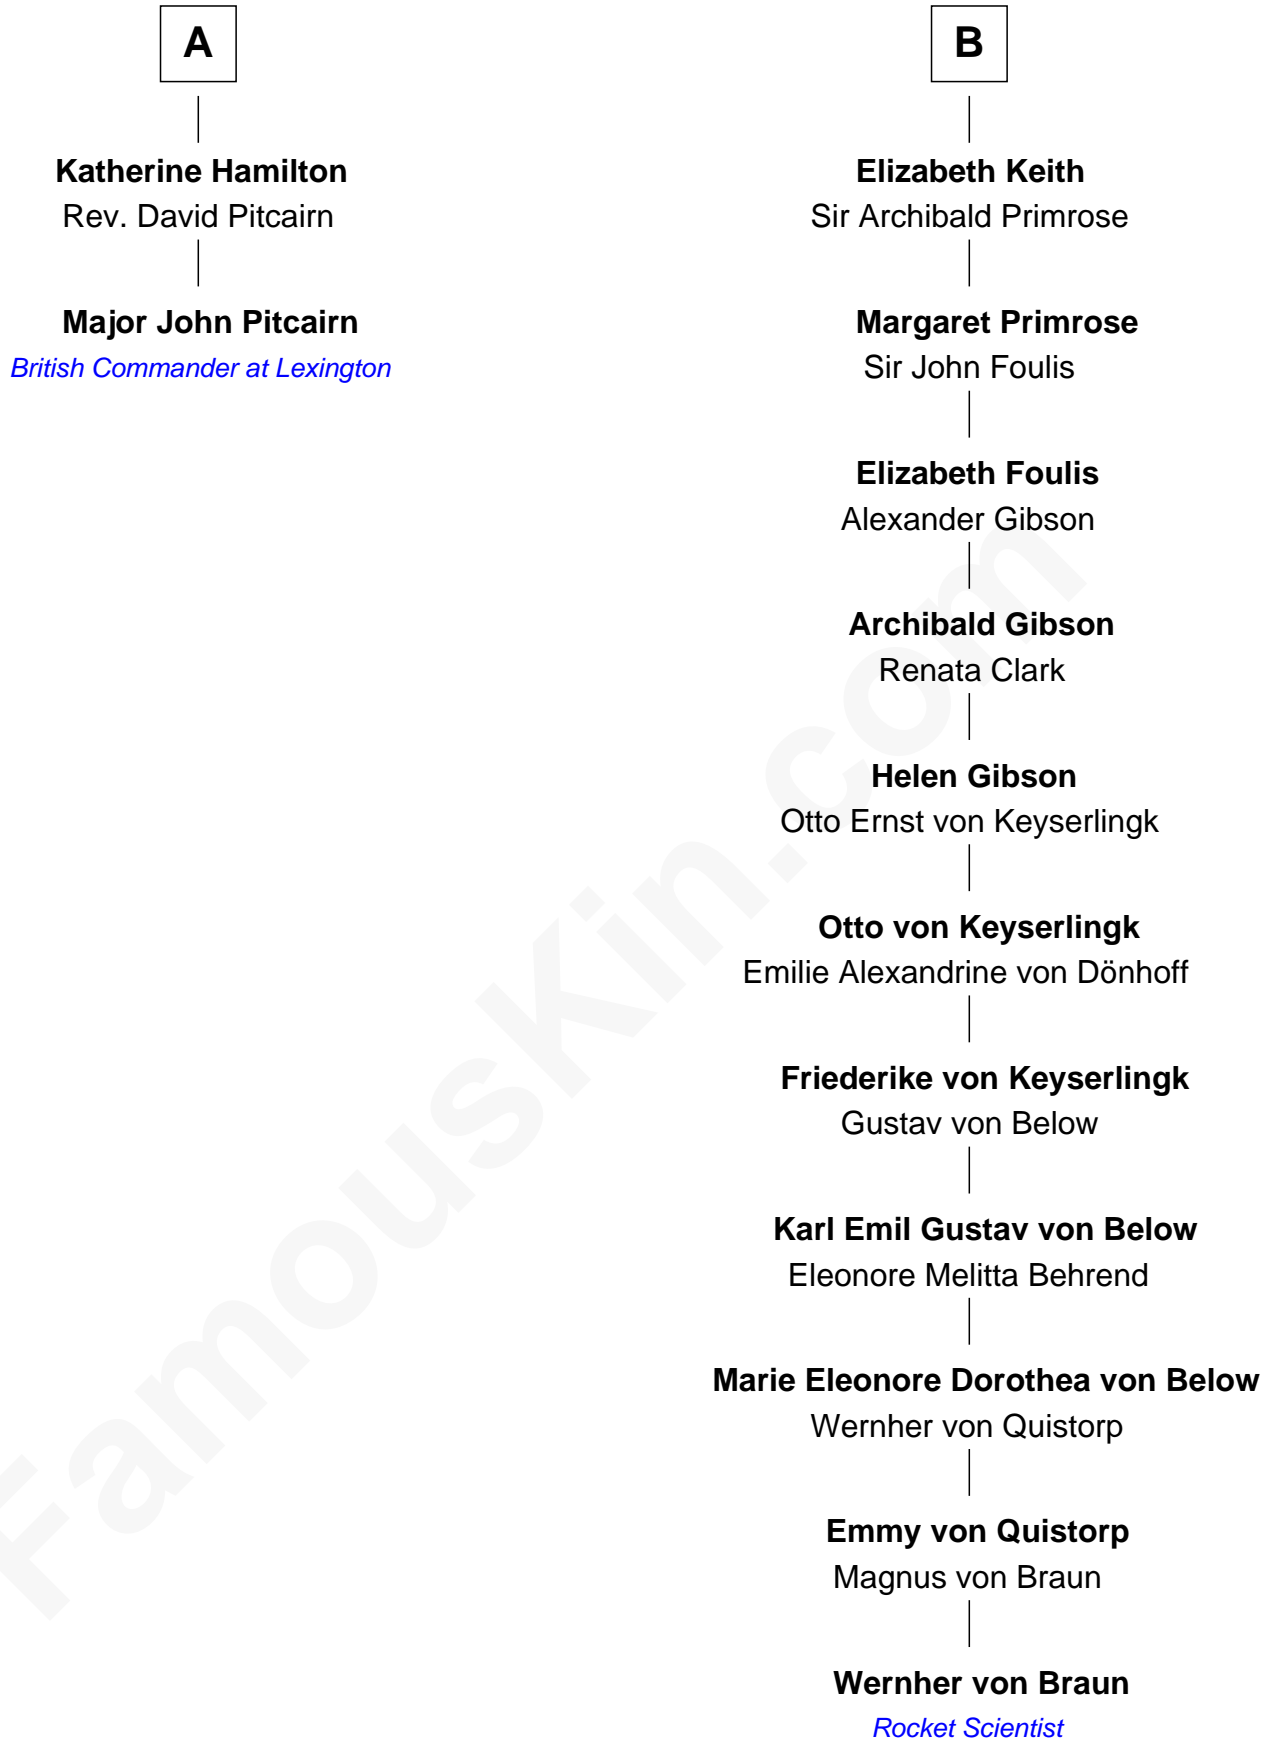 A
Katherine Hamilton
Rev. David Pitcairn
Major John Pitcairn
British Commander at Lexington
B
Elizabeth Keith
Sir Archibald Primrose
Margaret Primrose
Sir John Foulis
Elizabeth Foulis
Alexander Gibson
Archibald Gibson
Renata Clark
Helen Gibson
Otto Ernst von Keyserlingk
Otto von Keyserlingk
Emilie Alexandrine von Dönhoff
Friederike von Keyserlingk
Gustav von Below
Karl Emil Gustav von Below
Eleonore Melitta Behrend
Marie Eleonore Dorothea von Below
Wernher von Quistorp
Emmy von Quistorp
Magnus von Braun
Wernher von Braun
Rocket Scientist
FamousKin.com